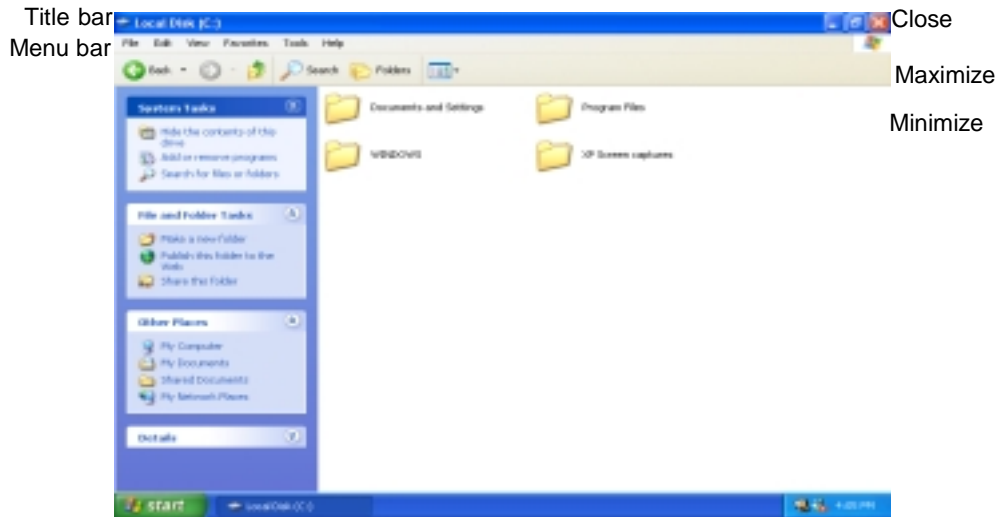 Title bar
Local Disk (C:)
Close
Menu bar
File Edit View Favorites Tools Help
Back Search Folders
Maximize
Minimize
System Tasks
Hide the contents of this drive
Add or remove programs
Search for files or folders
File and Folder Tasks
Make a new folder
Publish this folder to the Web
Share this folder
Other Places
My Computer
My Documents
Shared Documents
My Network Places
Details
Documents and Settings
Program Files
WINDOWS
XP Screen captures
start
Local Disk (C:)